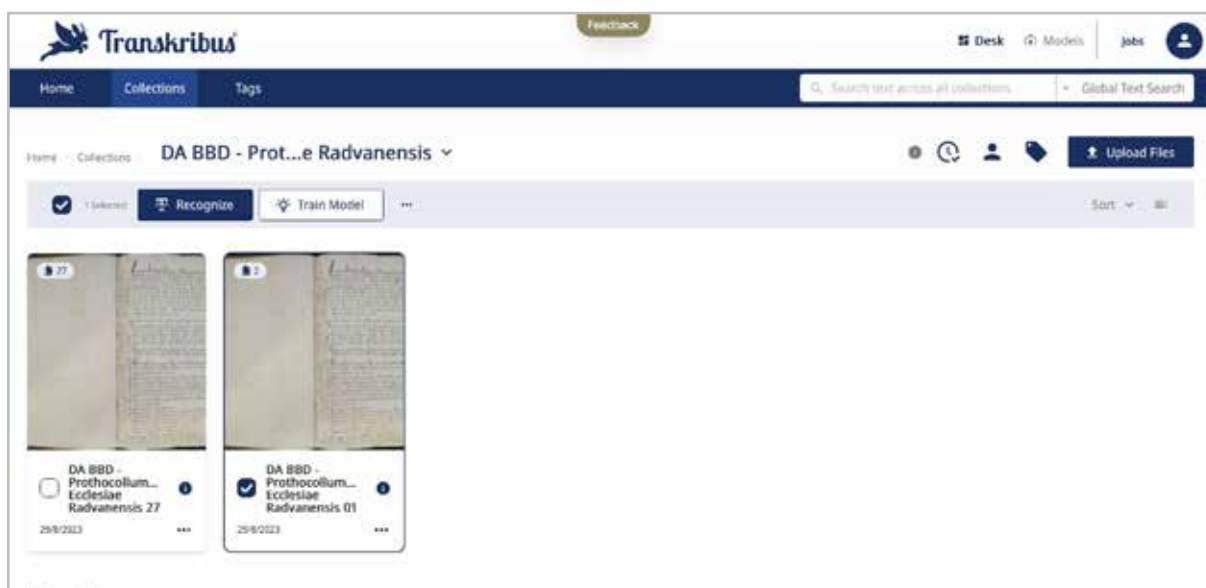 Transkribus
Feedback
Desk
Models
Jobs
Home
Collections
Tags
Search text across all collections
Global Text Search
Home
Collections
DA BBD - Prot...e Radvanensis
Upload Files
1 Selected
Recognize
Train Model
...
Sort
27
2
DA BBD -
Prothocollum...
Ecclesiae
Radvanensis 27
29/8/2023
...
DA BBD -
Prothocollum...
Ecclesiae
Radvanensis 01
29/8/2023
...